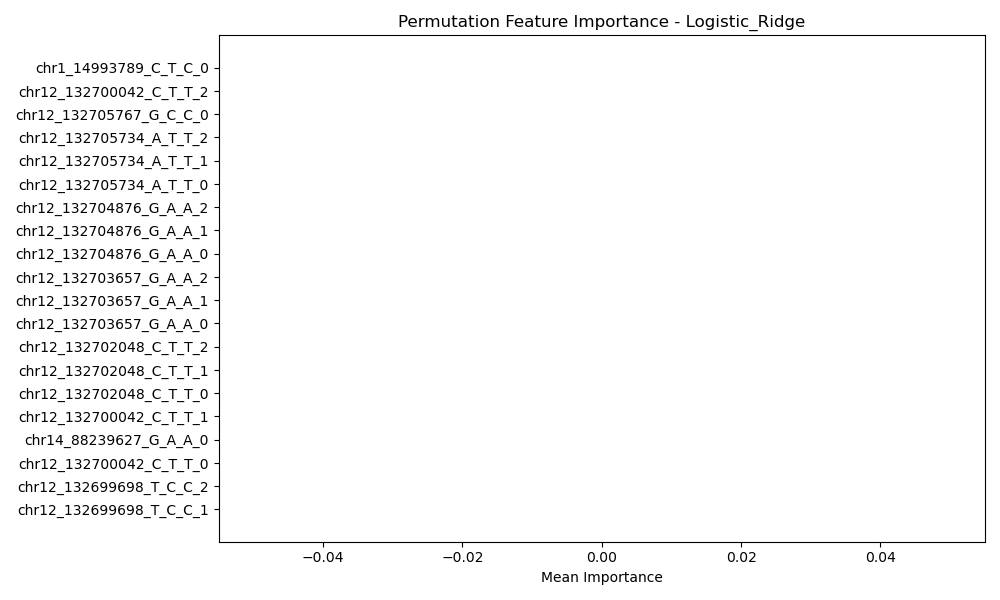 Permutation Feature Importance - Logistic_Ridge
chr1_14993789_C_T_C_0
chr12_132700042_C_T_T_2
chr12_132705767_G_C_C_0
chr12_132705734_A_T_T_2
chr12_132705734_A_T_T_1
chr12_132705734_A_T_T_0
chr12_132704876_G_A_A_2
chr12_132704876_G_A_A_1
chr12_132704876_G_A_A_0
chr12_132703657_G_A_A_2
chr12_132703657_G_A_A_1
chr12_132703657_G_A_A_0
chr12_132702048_C_T_T_2
chr12_132702048_C_T_T_1
chr12_132702048_C_T_T_0
chr12_132700042_C_T_T_1
chr14_88239627_G_A_A_0
chr12_132700042_C_T_T_0
chr12_132699698_T_C_C_2
chr12_132699698_T_C_C_1
−0.04 −0.02 0.00 0.02 0.04
Mean Importance